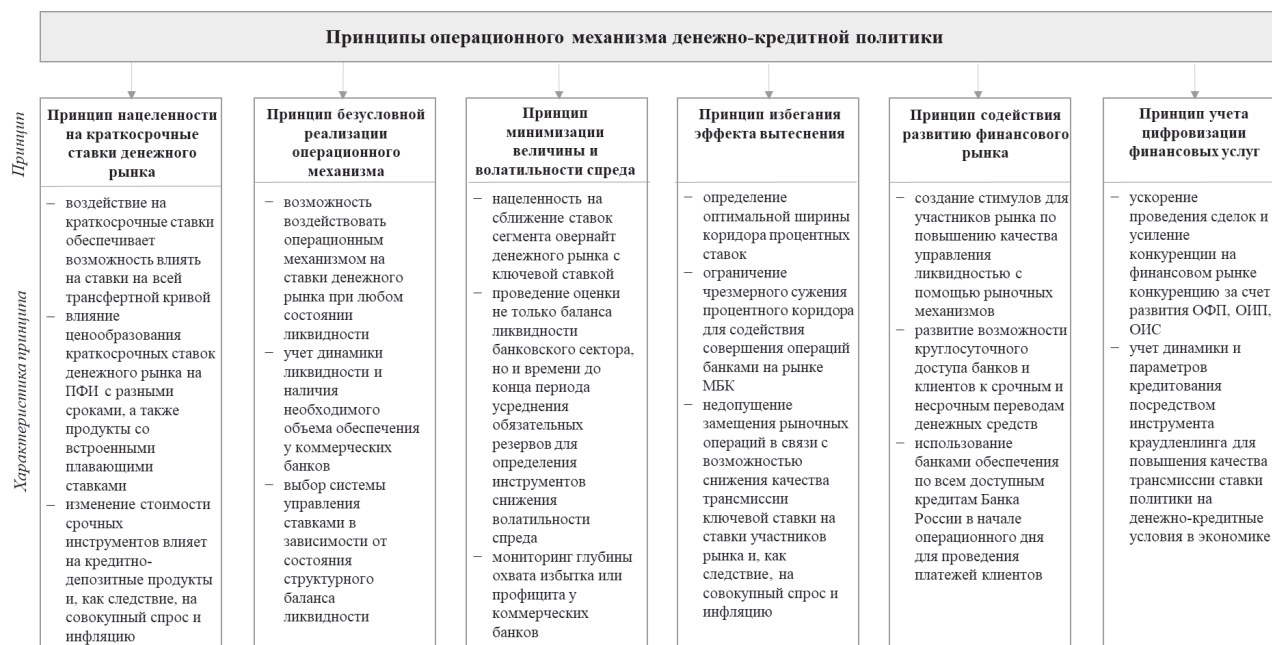 Принципы операционного механизма денежно-кредитной политики
Принцип
Принцип нацеленности
на краткосрочные
ставки денежного
рынка
Принцип безусловной
реализации
операционного
механизма
Принцип
минимизации
величины и
волатильности спреда
Принцип избегания
эффекта вытеснения
Принцип содействия
развитию финансового
рынка
Принцип учета
цифровизации
финансовых услуг
Характеристика принципа
– воздействие на
краткосрочные ставки
обеспечивает
возможность влиять
на ставки на всей
трансфертной кривой
– влияние
ценообразования
краткосрочных ставок
денежного рынка на
ПФИ с разными
сроками, а также
продукты со
встроенными
плавающими
ставками
– изменение стоимости
срочных
инструментов влияет
на кредитно-
депозитные продукты
и, как следствие, на
совокупный спрос и
инфляцию
– возможность
воздействовать
операционным
механизмом на
ставки денежного
рынка при любом
состоянии
ликвидности
– учет динамики
ликвидности и
наличия
необходимого
объема обеспечения
у коммерческих
банков
– выбор системы
управления
ставками в
зависимости от
состояния
структурного
баланса
ликвидности
– нацеленность на
сближение ставок
сегмента овернайт
денежного рынка с
ключевой ставкой
– проведение оценки
не только баланса
ликвидности
банковского сектора,
но и времени до
конца периода
усреднения
обязательных
резервов для
определения
инструментов
снижения
волатильности
спреда
– мониторинг глубины
охвата избытка или
профицита у
коммерческих
банков
– определение
оптимальной ширины
коридора процентных
ставок
– ограничение
чрезмерного сужения
процентного коридора
для содействия
совершения операций
банками на рынке
МБК
– недопущение
замещения рыночных
операций в связи с
возможностью
снижения качества
трансмиссии
ключевой ставки на
ставки участников
рынка и, как
следствие, на
совокупный спрос и
инфляцию
– создание стимулов для
участников рынка по
повышению качества
управления
ликвидностью с
помощью рыночных
механизмов
– развитие возможности
круглосуточного
доступа банков и
клиентов к срочным и
несрочным переводам
денежных средств
– использование
банками обеспечения
по всем доступным
кредитам Банка
России в начале
операционного дня
для проведения
платежей клиентов
– ускорение
проведения сделок и
усиление
конкуренции на
финансовом рынке
конкуренцию за счет
развития ОФП, ОИП,
ОИС
– учет динамики и
параметров
кредитования
посредством
инструмента
краудленлинга для
повышения качества
трансмиссии ставки
политики на
денежно-кредитные
условия в экономике